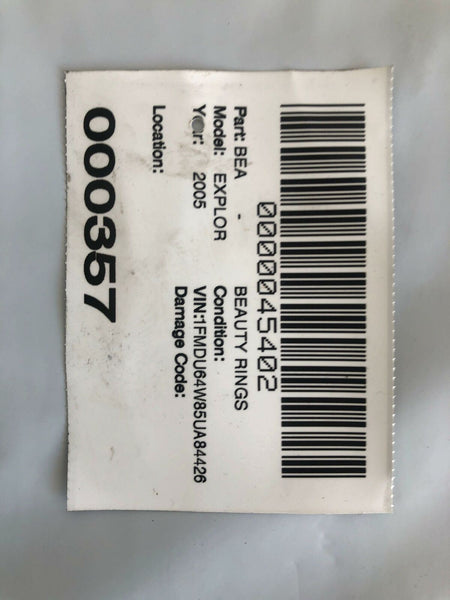 0000045402
Part: BEA - BEAUTY RINGS
Model: EXPLOR Condition:
Year: 2005 VIN:1FMDU64W85UA84426
Damage Code:
Location:
000357